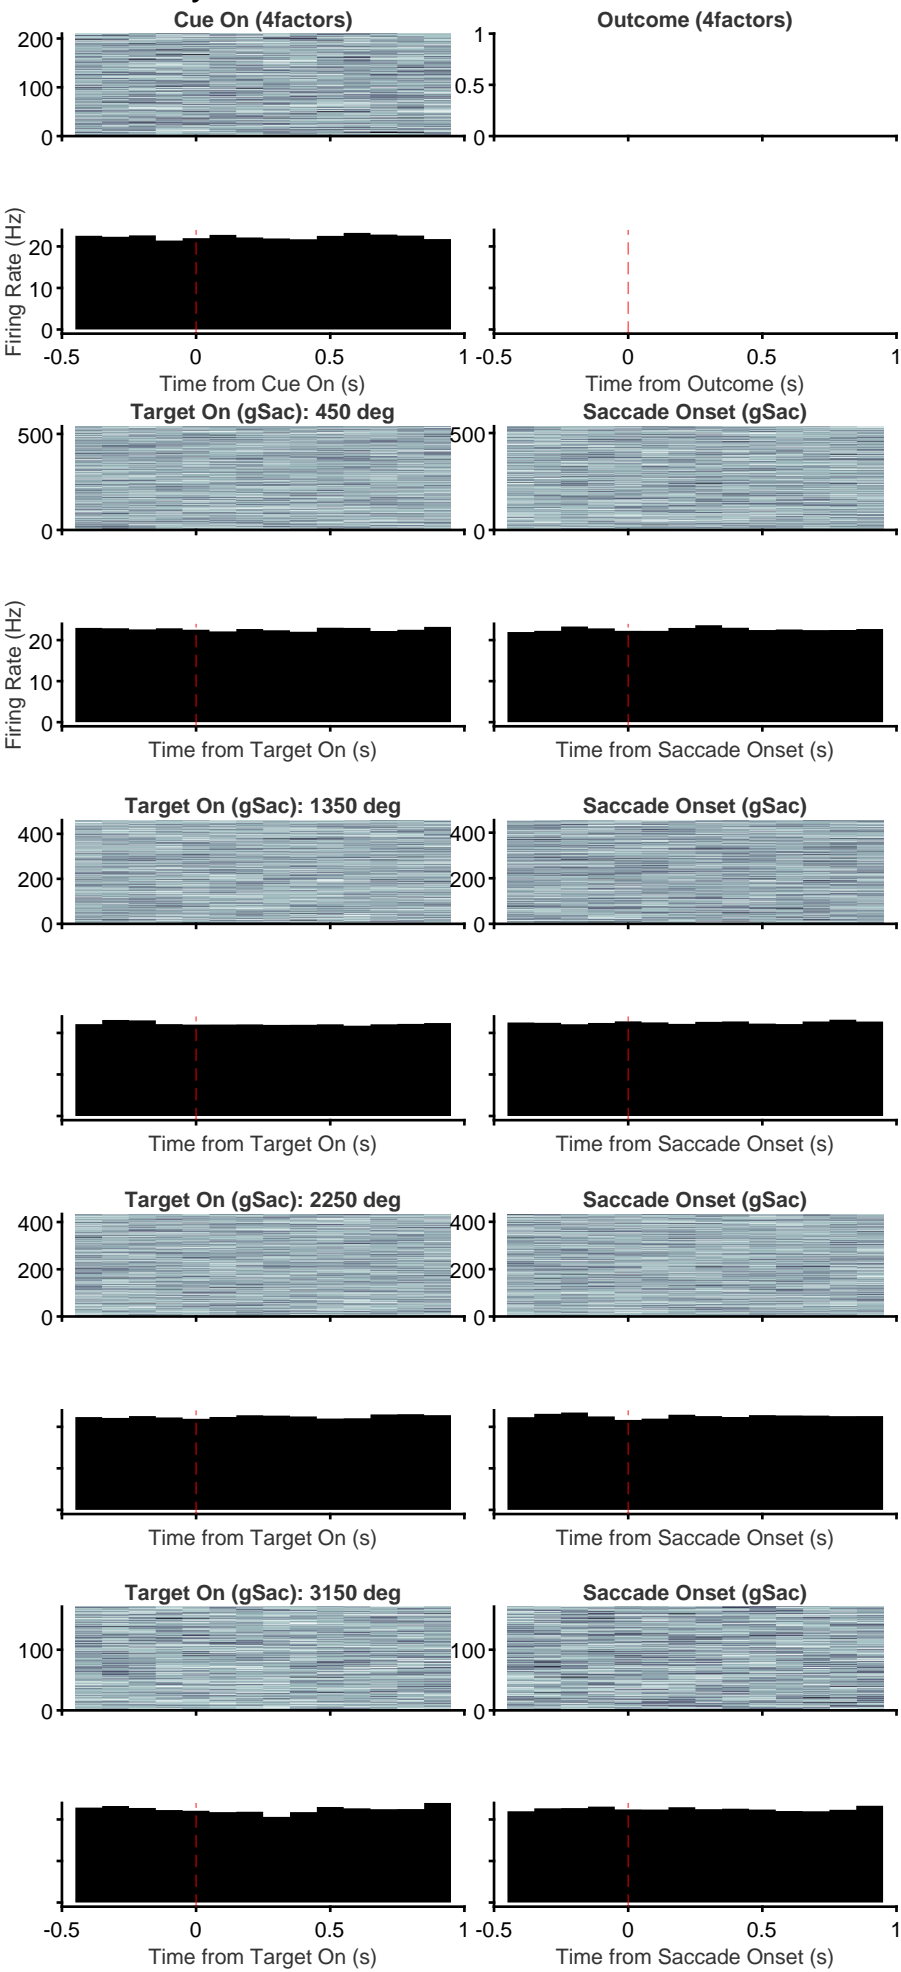 Cue On (4factors) Outcome (4factors)
200 1
100 0.5
0 0
Firing Rate (Hz)
20
10
0
-0.5 0 0.5 1 -0.5 0 0.5 1
Time from Cue On (s) Time from Outcome (s)
Target On (gSac): 450 deg Saccade Onset (gSac)
500 500
0 0
Firing Rate (Hz)
20
10
0
Time from Target On (s) Time from Saccade Onset (s)
Target On (gSac): 1350 deg Saccade Onset (gSac)
400 400
200 200
0 0
Time from Target On (s) Time from Saccade Onset (s)
Target On (gSac): 2250 deg Saccade Onset (gSac)
400 400
200 200
0 0
Time from Target On (s) Time from Saccade Onset (s)
Target On (gSac): 3150 deg Saccade Onset (gSac)
100 100
0 0
-0.5 0 0.5 1 -0.5 0 0.5 1
Time from Target On (s) Time from Saccade Onset (s)